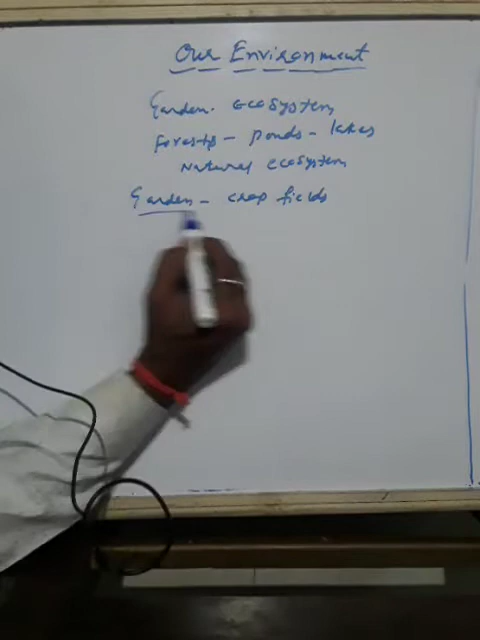 Our Environment
Garden. ecosystem
forests - ponds - lakes
Natural ecosystem
Garden - crop fields